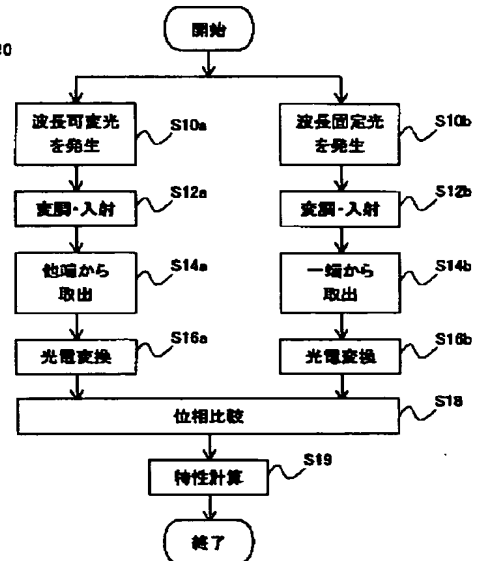 開始
波長可変光
を発生
S10a
波長固定光
を発生
S10b
変調・入射
S12a
変調・入射
S12b
他端から
取出
S14a
一端から
取出
S14b
光電変換
S16a
光電変換
S16b
位相比較
S18
特性計算
S19
終了